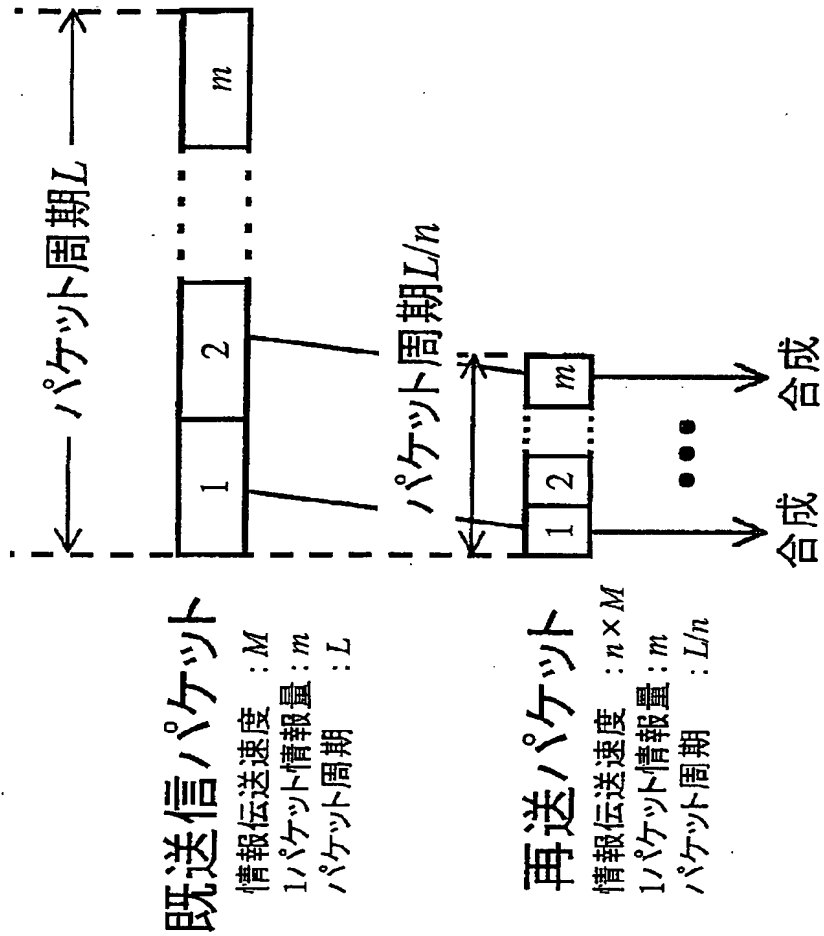 既送信パケット
情報伝送速度 : M
1パケット情報量 : m
パケット周期 : L
パケット周期L
1
2
m
再送パケット
情報伝送速度 : n×M
1パケット情報量 : m
パケット周期 : L/n
パケット周期L/n
1
2
m
合成
合成